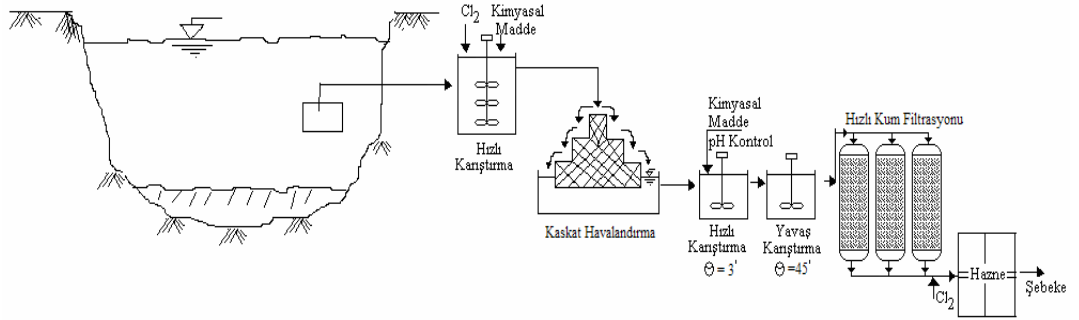 Cl2 Kimyasal
Madde
Hızlı
Karıştırma
Kaskat Havalandırma
Kimyasal
Madde
pH Kontrol
Hızlı
Karıştırma
Θ = 3'
Yavaş
Karıştırma
Θ =45'
Hızlı Kum Filtrasyonu
Cl2
Hazne
Şebeke